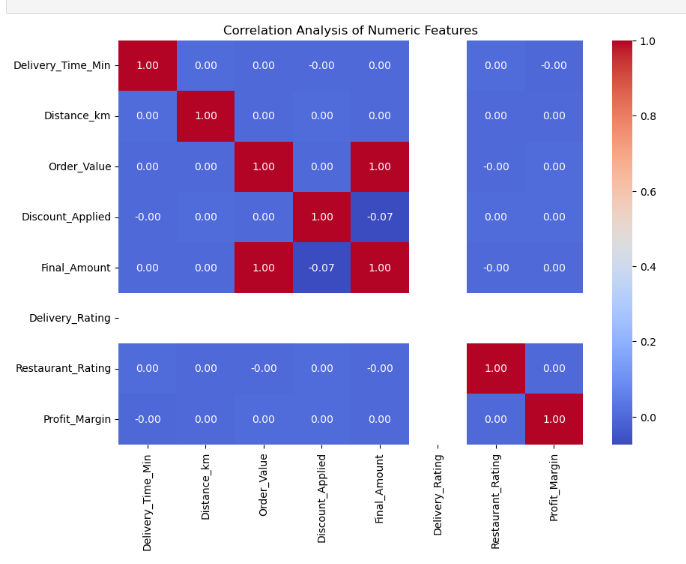 Correlation Analysis of Numeric Features
Delivery_Time_Min 1.00 0.00 0.00 -0.00 0.00 0.00 -0.00
Distance_km 0.00 1.00 0.00 0.00 0.00 0.00 0.00
Order_Value 0.00 0.00 1.00 0.00 1.00 -0.00 0.00
Discount_Applied -0.00 0.00 0.00 1.00 -0.07 0.00 0.00
Final_Amount 0.00 0.00 1.00 -0.07 1.00 -0.00 0.00
Delivery_Rating
Restaurant_Rating 0.00 0.00 -0.00 0.00 -0.00 1.00 0.00
Profit_Margin -0.00 0.00 0.00 0.00 0.00 0.00 1.00
Delivery_Time_Min
Distance_km
Order_Value
Discount_Applied
Final_Amount
Delivery_Rating
Restaurant_Rating
Profit_Margin
1.0
0.8
0.6
0.4
0.2
0.0